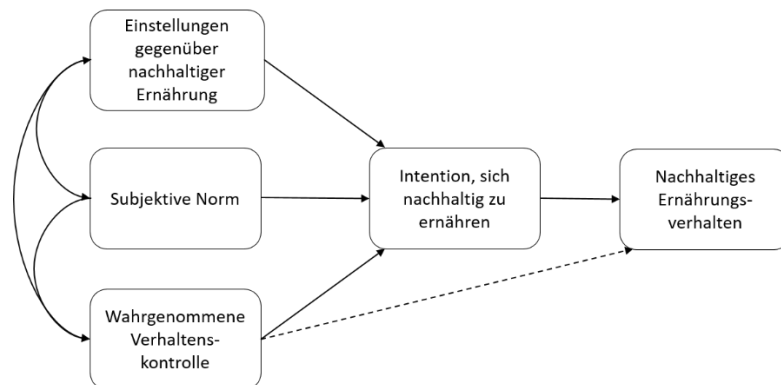 Einstellungen
gegenüber
nachhaltiger
Ernährung
Subjektive Norm
Wahrgenommene
Verhaltens-
kontrolle
Intention, sich
nachhaltig zu
ernähren
Nachhaltiges
Ernährungs-
verhalten